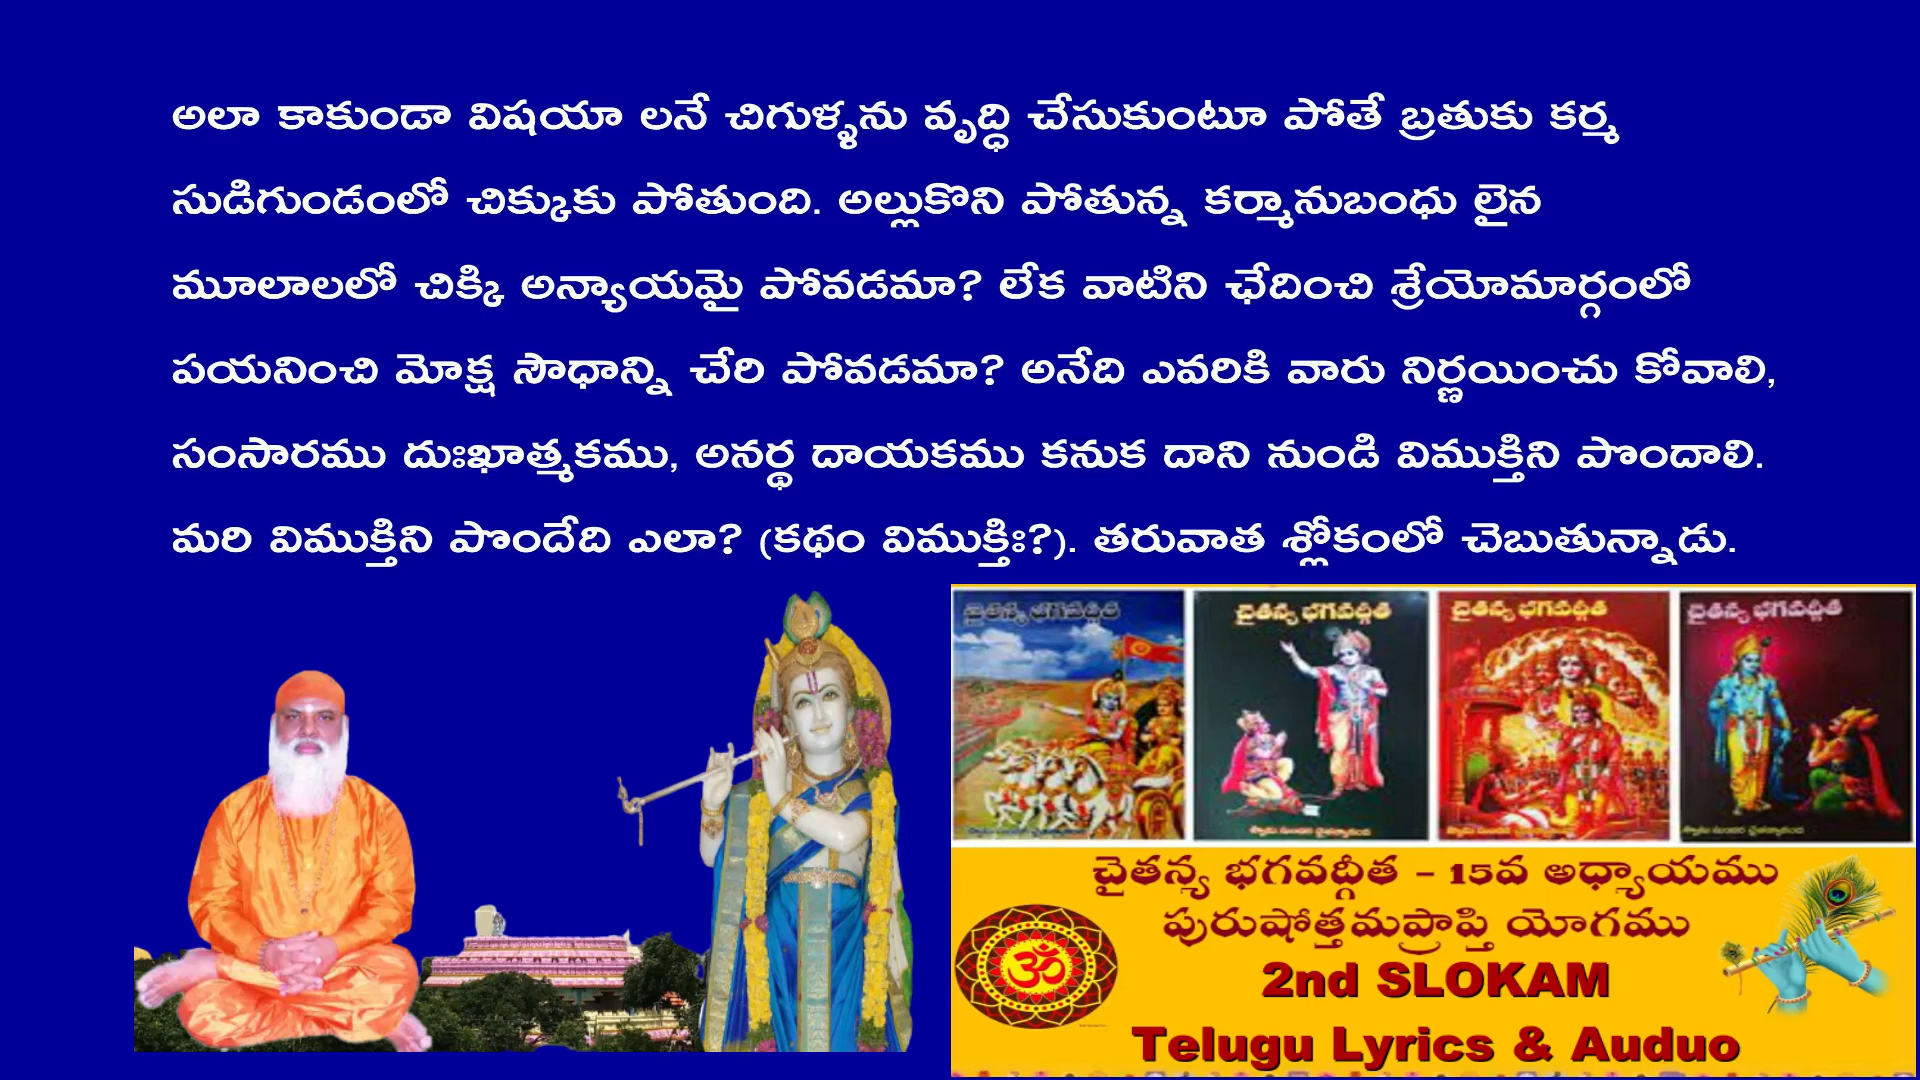 అలా కాకుండా విషయా లనే చిగుళ్ళను వృద్ధి చేసుకుంటూ పోతే బ్రతుకు కర్మ
సుడిగుండంలో చిక్కుకు పోతుంది. అల్లుకొని పోతున్న కర్మానుబంధు లైన
మూలాలలో చిక్కి అన్యాయమై పోవడమా? లేక వాటిని ఛేదించి శ్రేయోమార్గంలో
పయనించి మోక్ష సౌధాన్ని చేరి పోవడమా? అనేది ఎవరికి వారు నిర్ణయించు కోవాలి,
సంసారము దుఃఖాత్మకము, అనర్థ దాయకము కనుక దాని నుండి విముక్తిని పొందాలి.
మరి విముక్తిని పొందేది ఎలా? (కథం విముక్తిః?). తరువాత శ్లోకంలో చెబుతున్నాడు.
చైతన్య భగవద్గీత చైతన్య భగవద్గీత చైతన్య భగవద్గీత చైతన్య భగవద్గీత
చైతన్య భగవద్గీత – 15వ అధ్యాయము
పురుషోత్తమప్రాప్తి యోగము
ॐ
2nd SLOKAM
Telugu Lyrics & Auduo